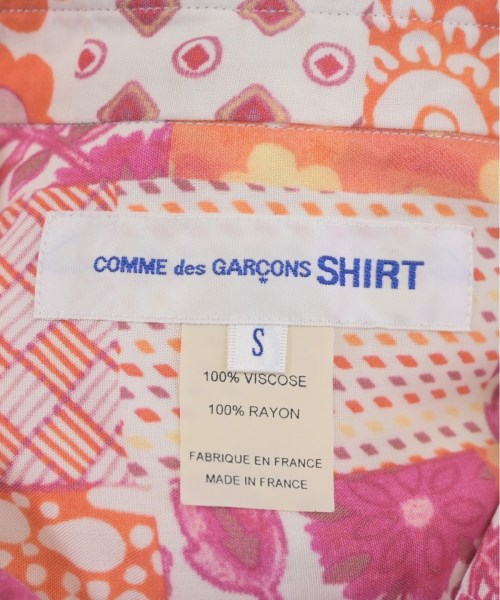 COMME des GARÇONS SHIRT
S
100% VISCOSE
100% RAYON
FABRIQUE EN FRANCE
MADE IN FRANCE